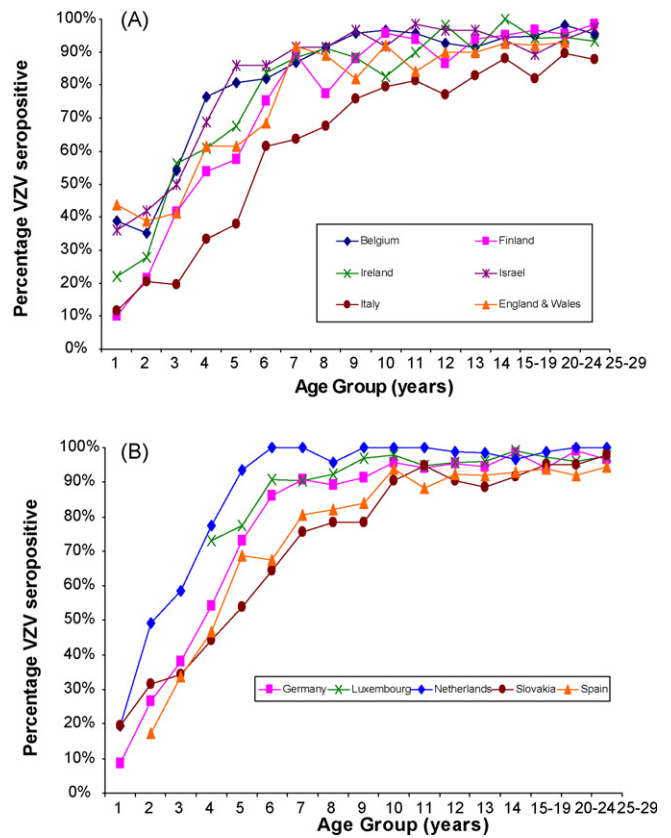 (A)
Percentage VZV seropositive
100%
90%
80%
70%
60%
50%
40%
30%
20%
10%
0%
Belgium Finland
Ireland Israel
Italy England & Wales
1 2 3 4 5 6 7 8 9 10 11 12 13 14 15-19 20-24 25-29
Age Group (years)
(B)
Percentage VZV seropositive
100%
90%
80%
70%
60%
50%
40%
30%
20%
10%
0%
Germany Luxembourg Netherlands Slovakia Spain
1 2 3 4 5 6 7 8 9 10 11 12 13 14 15-19 20-24 25-29
Age Group (years)